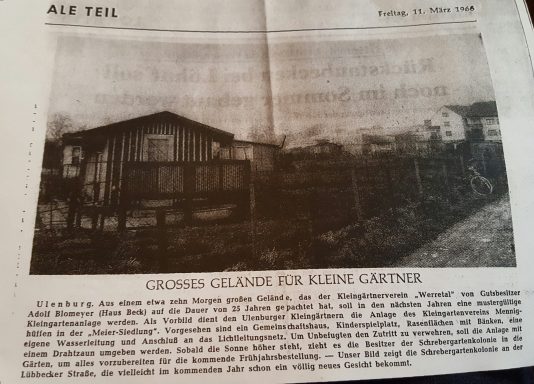 ALE TEIL
Freitag, 11. März 1966
GROSSES GELÄNDE FÜR KLEINE GÄRTNER
Ulenburg. Aus einem etwa zehn Morgen großen Gelände, das der Kleingärtnerverein „Werretal" von Gutsbesitzer
Adolf Blomeyer (Haus Beck) auf die Dauer von 25 Jahren gepachtet hat, soll in den nächsten Jahren eine mustergültige
Kleingartenanlage werden. Als Vorbild dient den Ulenburger Kleingärtnern die Anlage des Kleingartenvereins Mennig-
hüffen in der „Meier-Siedlung". Vorgesehen sind ein Gemeinschaftshaus, Kinderspielplatz, Rasenflächen mit Bänken, eine
eigene Wasserleitung und Anschluß an das Lichtleitungsnetz. Um Unbefugten den Zutritt zu verwehren, soll die Anlage mit
einem Drahtzaun umgeben werden. Sobald die Sonne höher steht, zieht es die Besitzer der Schrebergartenkolonie in die
Gärten, um alles vorzubereiten für die kommende Frühjahrsbestellung. — Unser Bild zeigt die Schrebergartenkolonie an der
Lübbecker Straße, die vielleicht im kommenden Jahr schon ein völlig neues Gesicht bekommt.